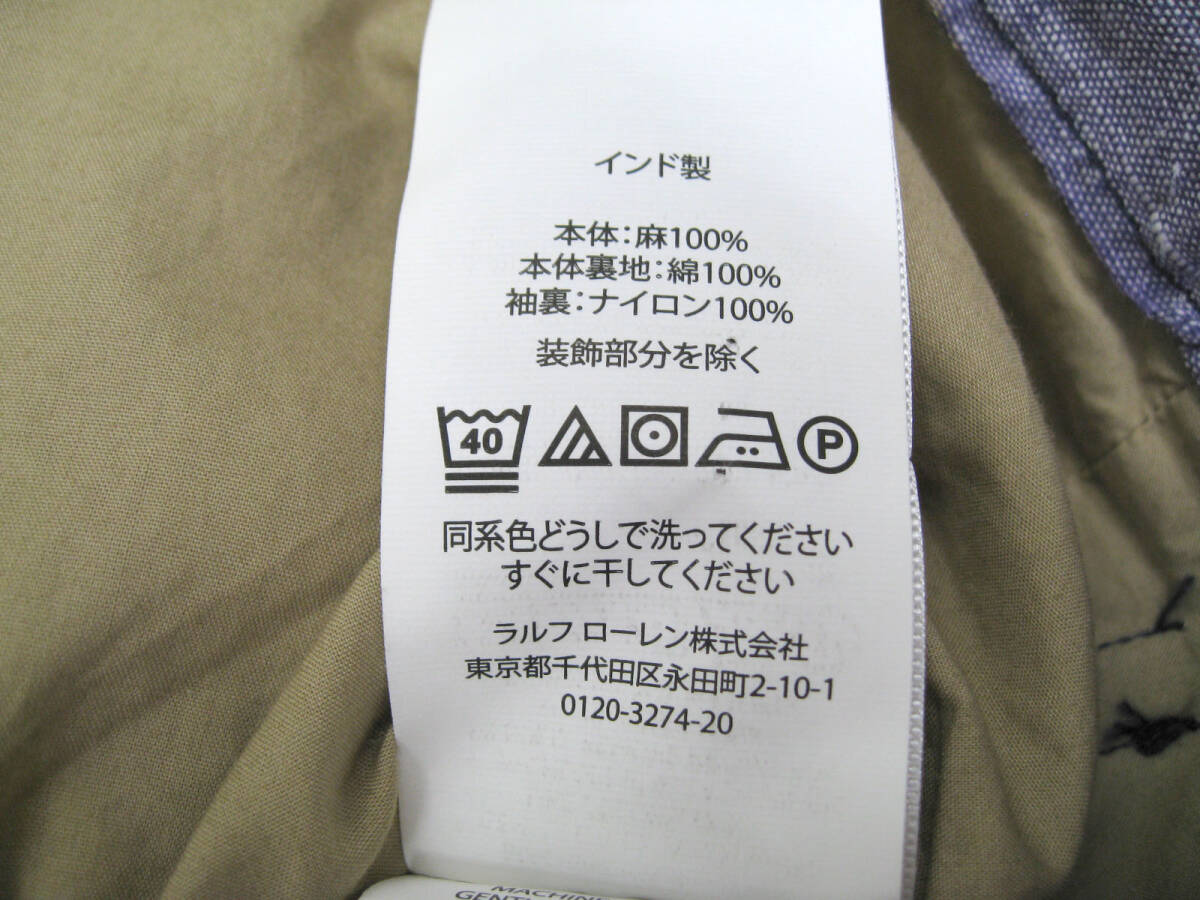 インド製
本体:麻100%
本体裏地:綿100%
袖裏:ナイロン100%
装飾部分を除く
40 P
同系色どうしで洗ってください
すぐに干してください
ラルフ ローレン株式会社
東京都千代田区永田町2-10-1
0120-3274-20